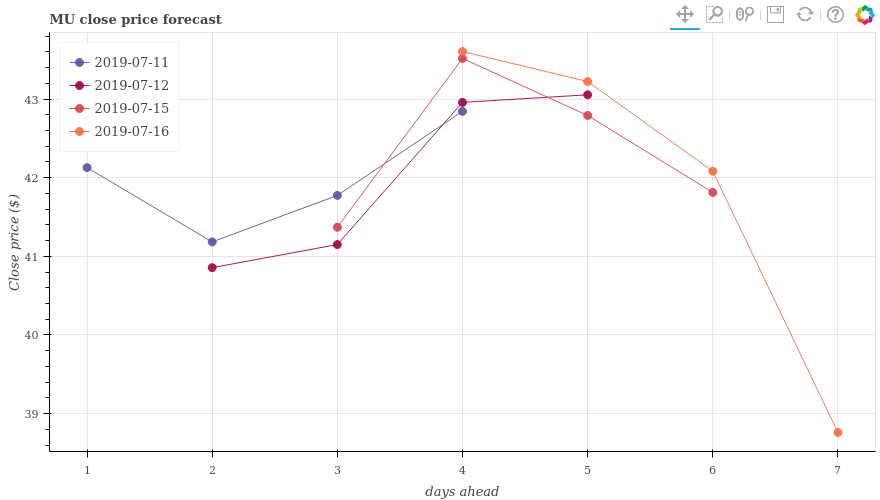 MU close price forecast
2019-07-11
2019-07-12
2019-07-15
2019-07-16
43
42
41
40
39
Close price ($)
1 2 3 4 5 6 7
days ahead